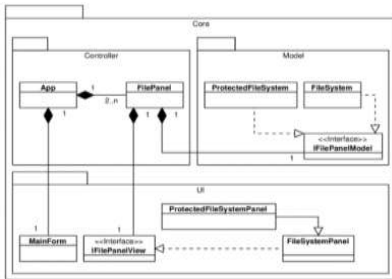 Core
Controller
Model
App
1
2..n
FilePanel
ProtectedFileSystem
FileSystem
1
1
1
<<Interface>>
IFilePanelModel
1
UI
ProtectedFileSystemPanel
1
1
MainForm
<<Interface>>
IFilePanelView
FileSystemPanel